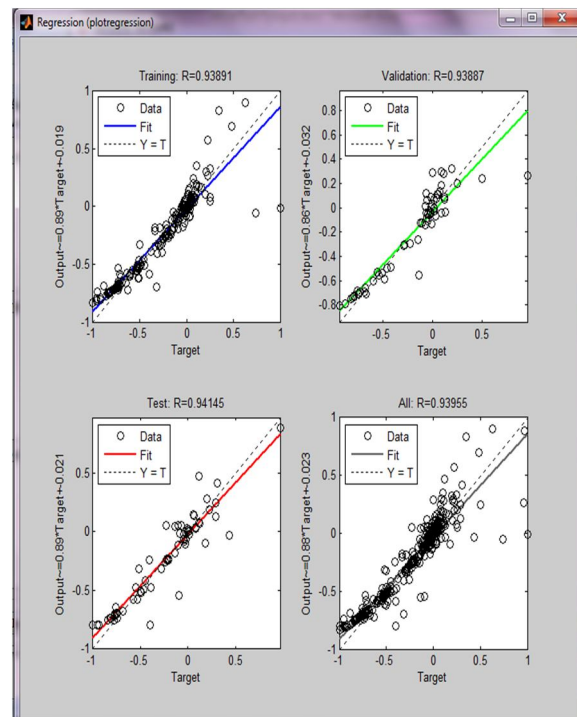 Regression (plotregression)
Training: R=0.93891
Output~=0.89*Target+-0.019
Data
Fit
Y = T
1
0.5
0
-0.5
-1
-1 -0.5 0 0.5 1
Target
Validation: R=0.93887
Output~=0.86*Target+-0.032
Data
Fit
Y = T
0.8
0.6
0.4
0.2
0
-0.2
-0.4
-0.6
-0.8
-0.5 0 0.5
Target
Test: R=0.94145
Output~=0.89*Target+-0.021
Data
Fit
Y = T
0.5
0
-0.5
-1
-1 -0.5 0 0.5
Target
All: R=0.93955
Output~=0.88*Target+-0.023
Data
Fit
Y = T
1
0.5
0
-0.5
-1
-1 -0.5 0 0.5 1
Target